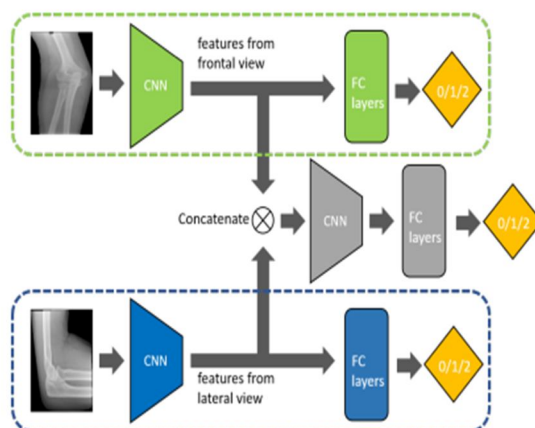 features from
frontal view
CNN
FC
layers
0/1/2
Concatenate
CNN
FC
layers
0/1/2
CNN
features from
lateral view
FC
layers
0/1/2